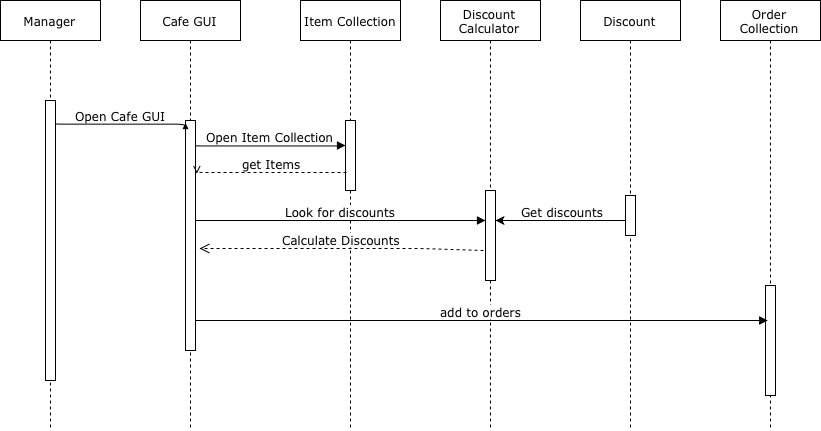 Manager
Cafe GUI
Item Collection
Discount
Calculator
Discount
Order
Collection
Open Cafe GUI
Open Item Collection
get Items
Look for discounts
Get discounts
Calculate Discounts
add to orders